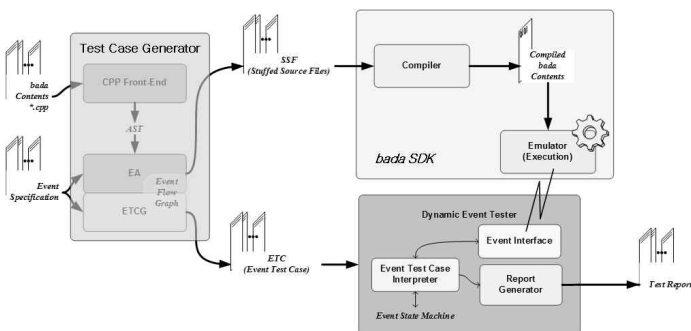 Test Case Generator
bada
Contents
*.cpp
CPP Front-End
AST
Event
Specification
EA
Event
Flow
Graph
ETCG
SSF
(Stuffed Source Files)
ETC
(Event Test Case)
Compiler
Compiled
bada
Contents
Emulator
(Execution)
bada SDK
Dynamic Event Tester
Event Interface
Event Test Case
Interpreter
Report
Generator
Event State Machine
Test Report